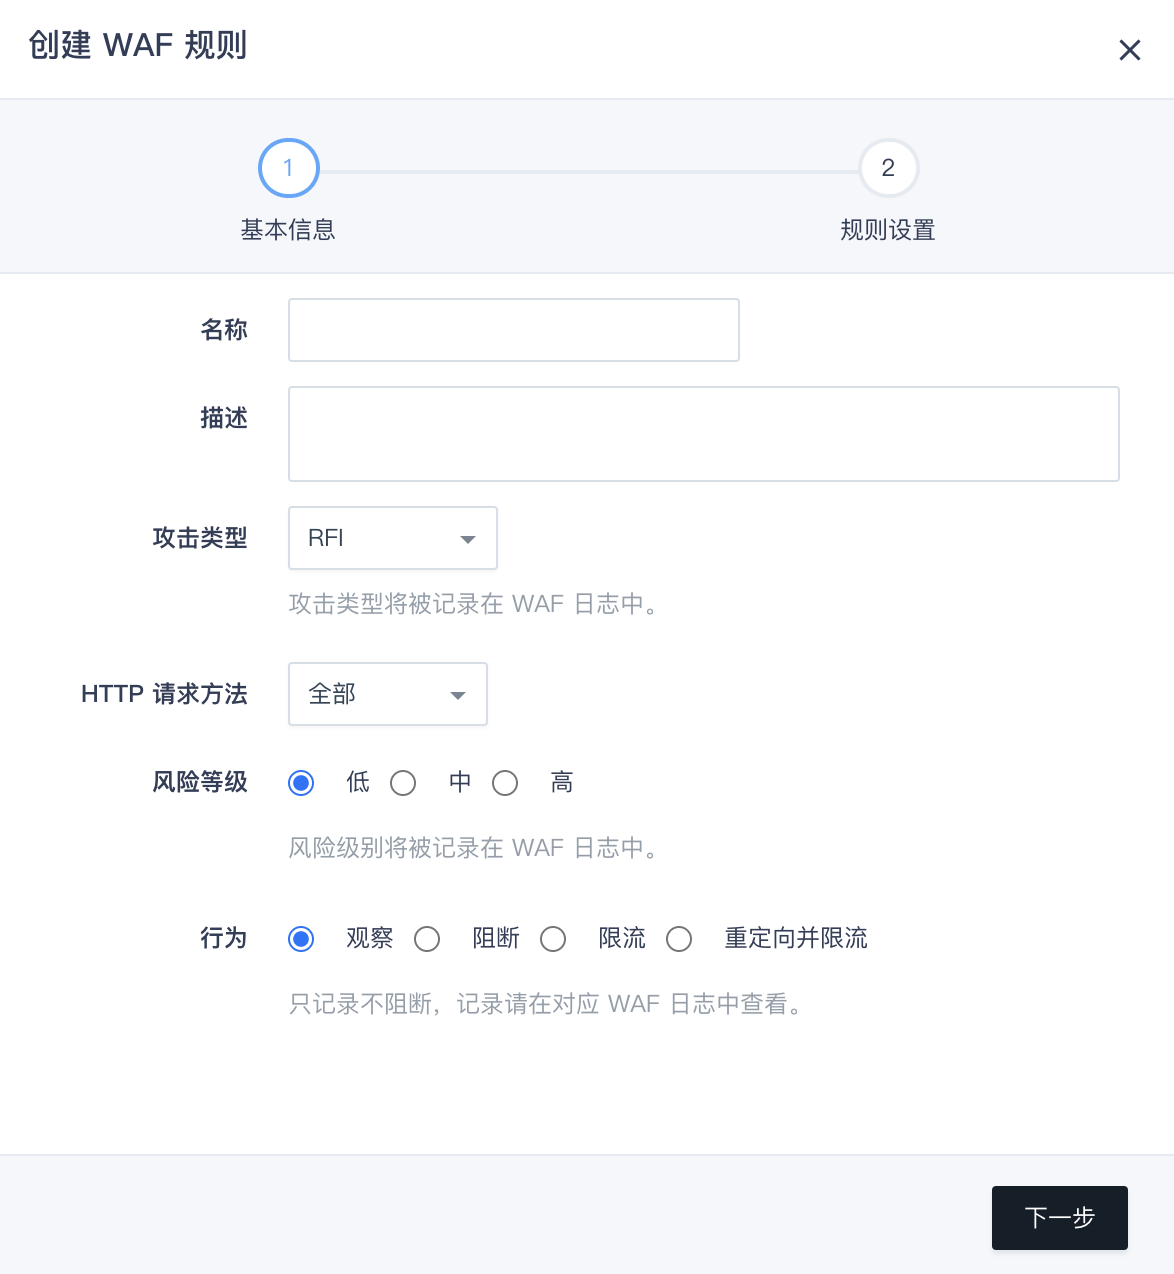 创建 WAF 规则
1
2
基本信息
规则设置
名称
描述
攻击类型
RFI
攻击类型将被记录在 WAF 日志中。
HTTP 请求方法
全部
风险等级
低 中 高
风险级别将被记录在 WAF 日志中。
行为
观察 阻断 限流 重定向并限流
只记录不阻断，记录请在对应 WAF 日志中查看。
下一步